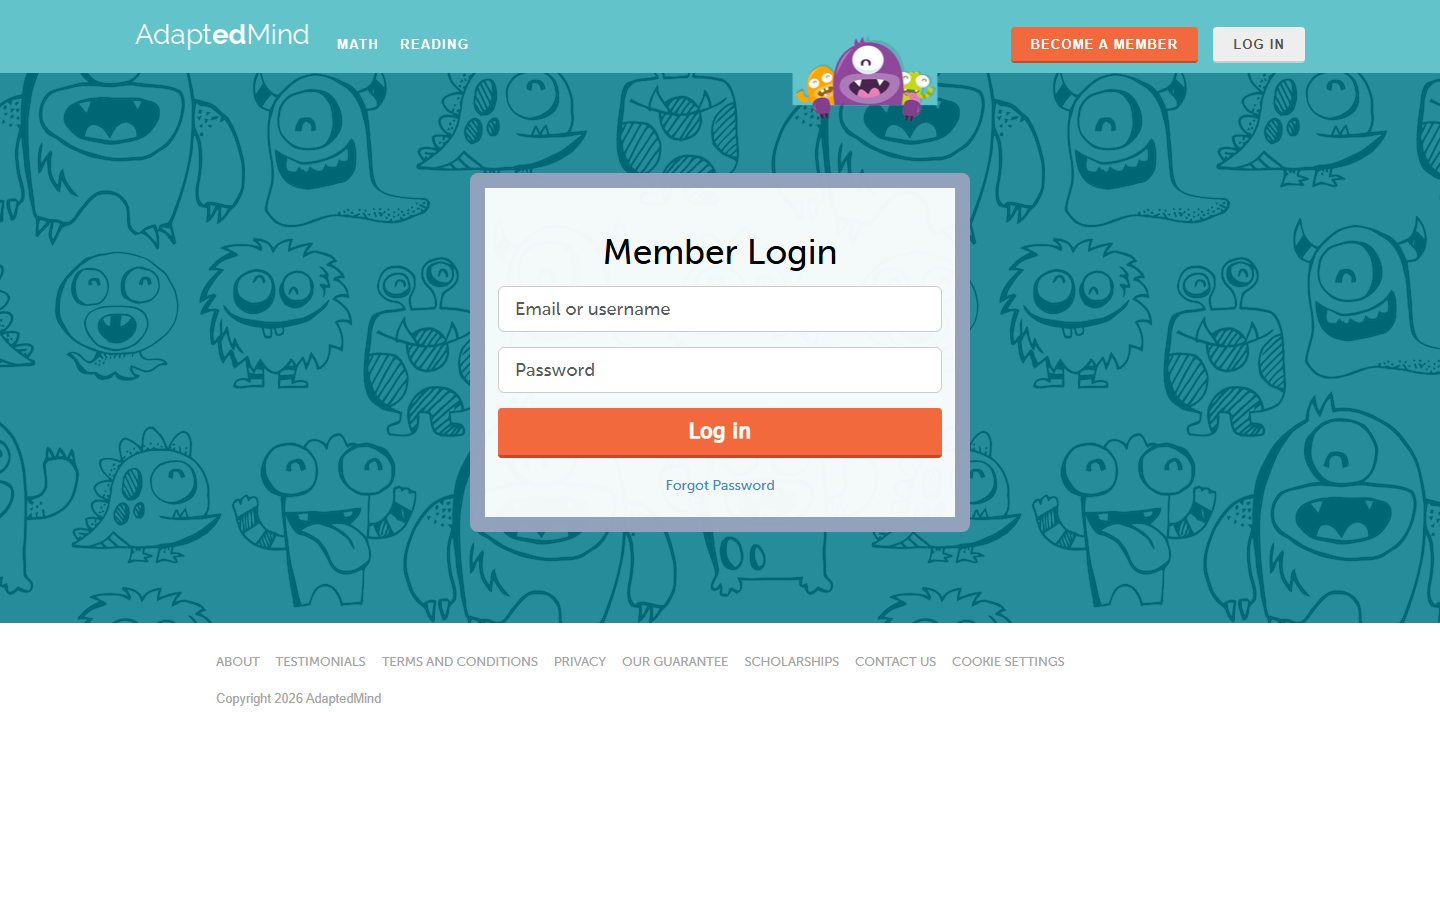 AdaptedMind
MATH READING
BECOME A MEMBER LOG IN
Member Login
Email or username
Password
Log in
Forgot Password
ABOUT TESTIMONIALS TERMS AND CONDITIONS PRIVACY OUR GUARANTEE SCHOLARSHIPS CONTACT US COOKIE SETTINGS
Copyright 2026 AdaptedMind